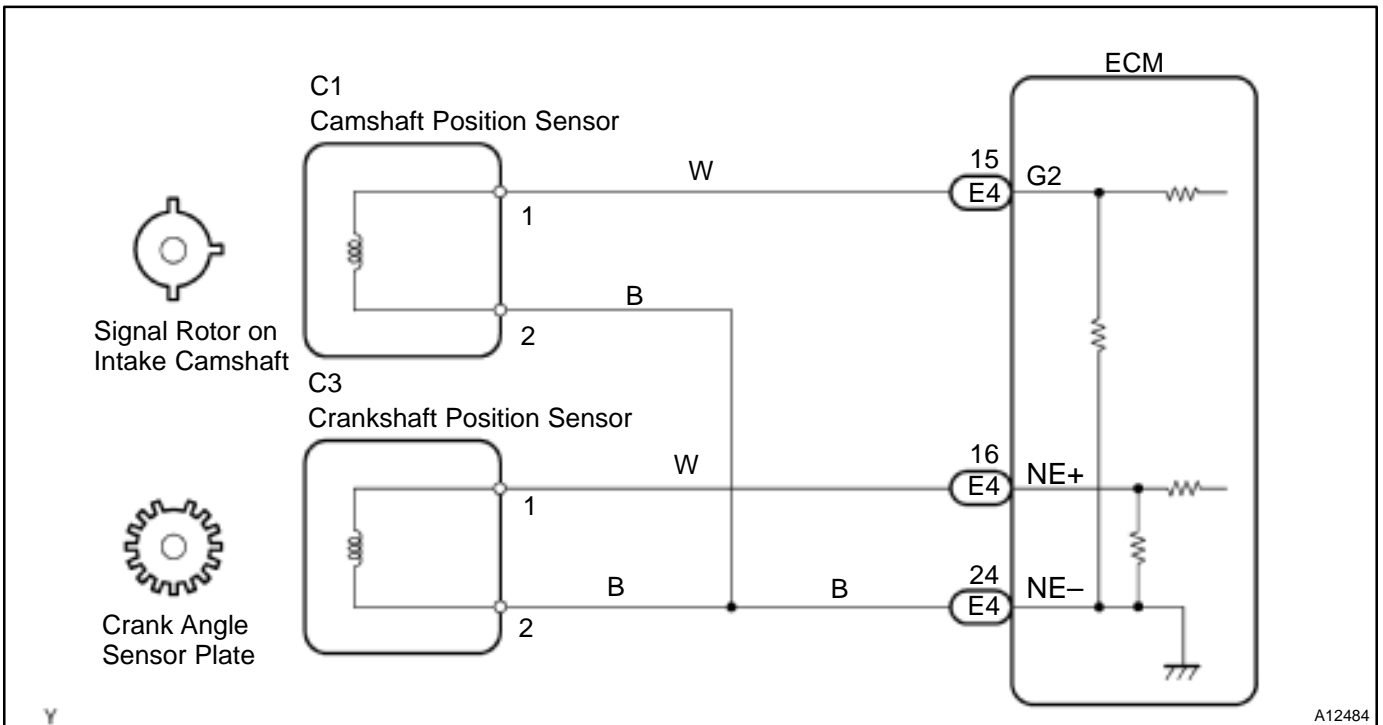 ECM
C1
Camshaft Position Sensor
W
15
E4
G2
1
B
2
Signal Rotor on
Intake Camshaft
C3
Crankshaft Position Sensor
W
16
E4
NE+
1
B
B
24
E4
NE–
2
Crank Angle
Sensor Plate
Y
A12484